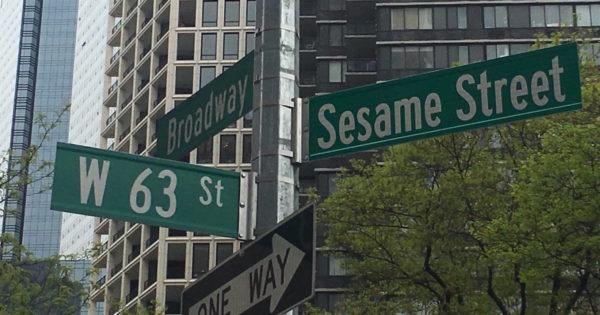 Broadway
Sesame Street
W 63 St
ONE WAY